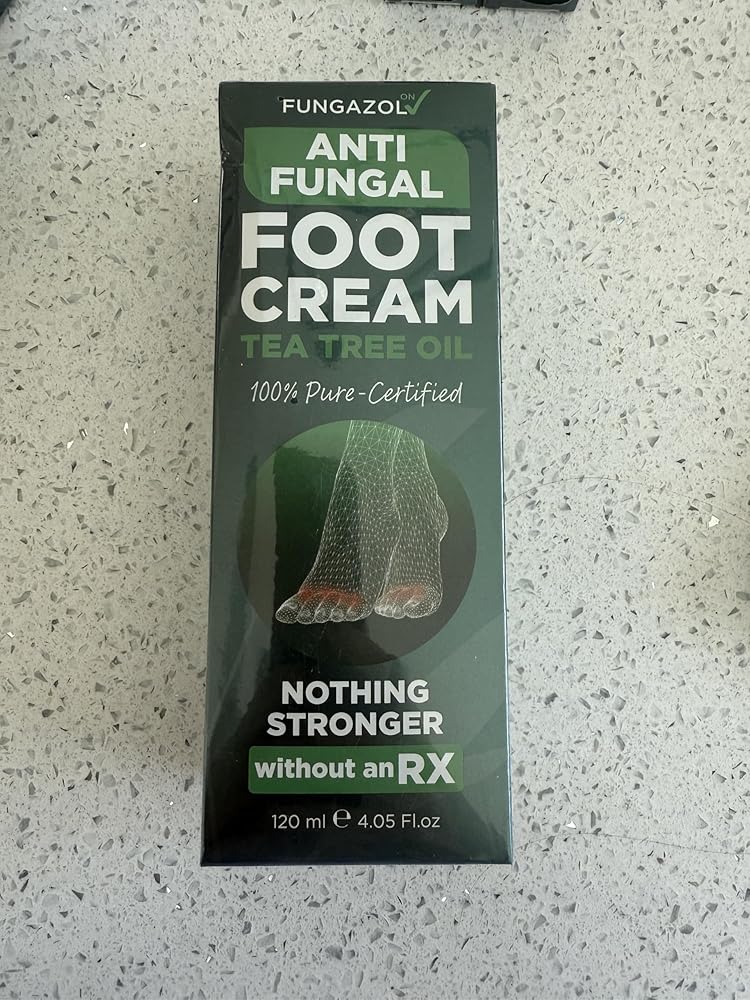 FUNGAZOL ON
ANTI
FUNGAL
FOOT
CREAM
TEA TREE OIL
100% Pure-Certified
NOTHING
STRONGER
without an RX
120 ml ℮ 4.05 Fl.oz